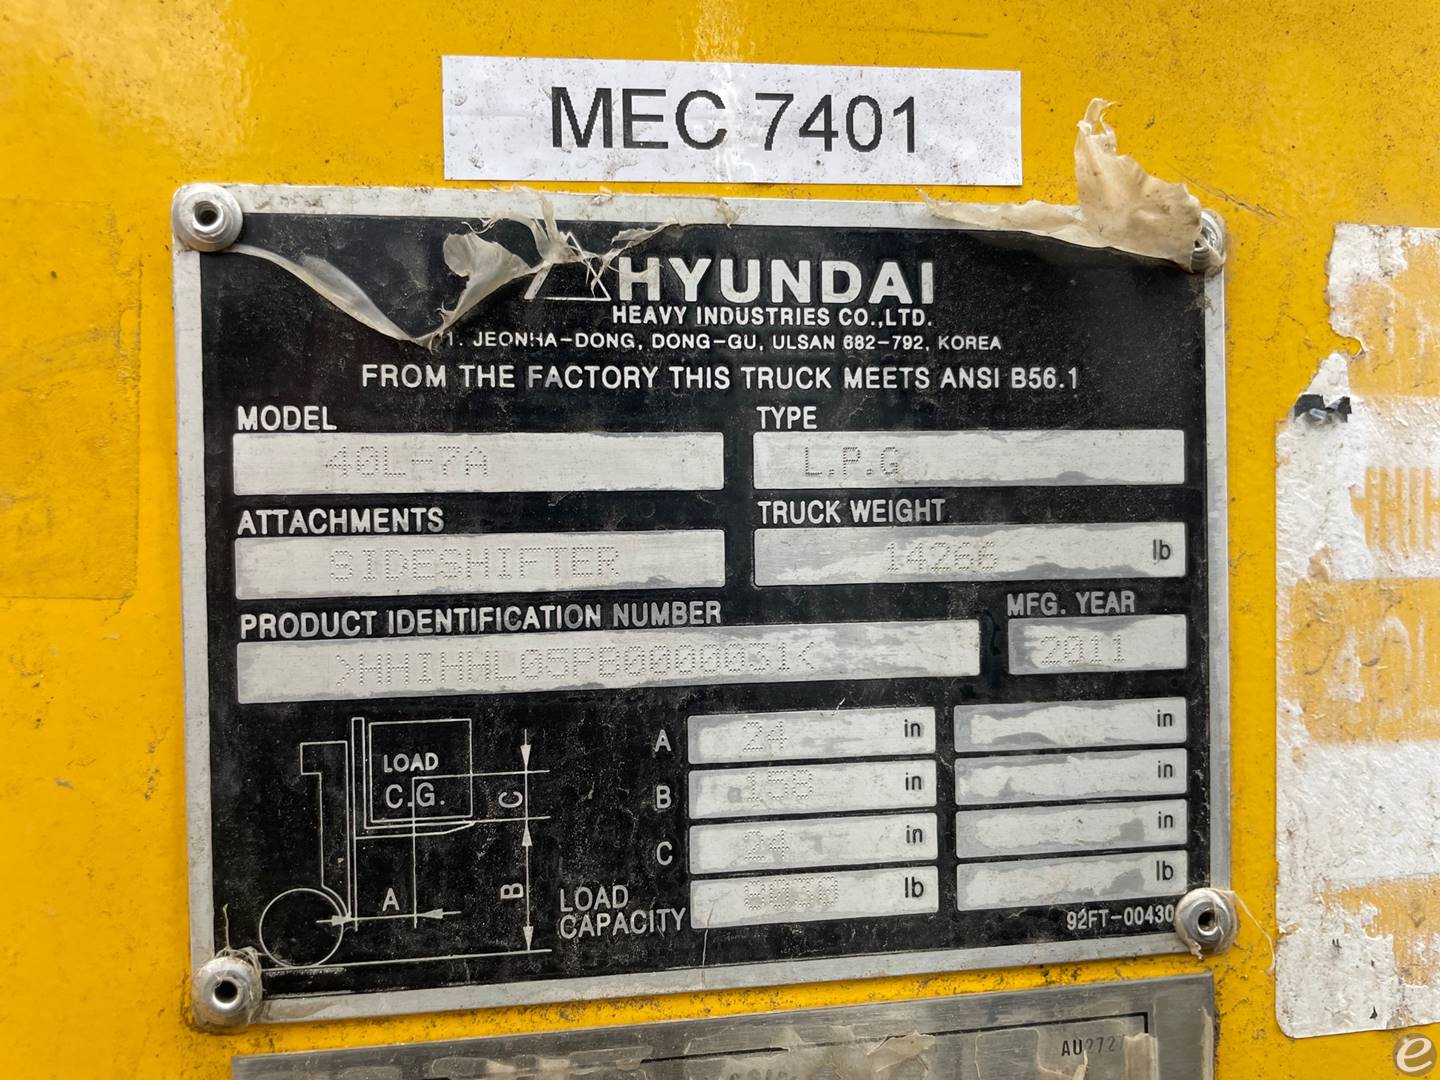 MEC 7401
HYUNDAI
HEAVY INDUSTRIES CO.,LTD.
1. JEONHA-DONG, DONG-GU, ULSAN 682-792, KOREA
FROM THE FACTORY THIS TRUCK MEETS ANSI B56.1
MODEL TYPE
40L-7A L.P.G
ATTACHMENTS TRUCK WEIGHT
SIDESHIFTER 14266 lb
PRODUCT IDENTIFICATION NUMBER MFG. YEAR
2011
LOAD
C.G.
C
B
A
A 24 in in
B 158 in in
C 24 in in
LOAD
CAPACITY 8030 lb lb
92FT-00430
e